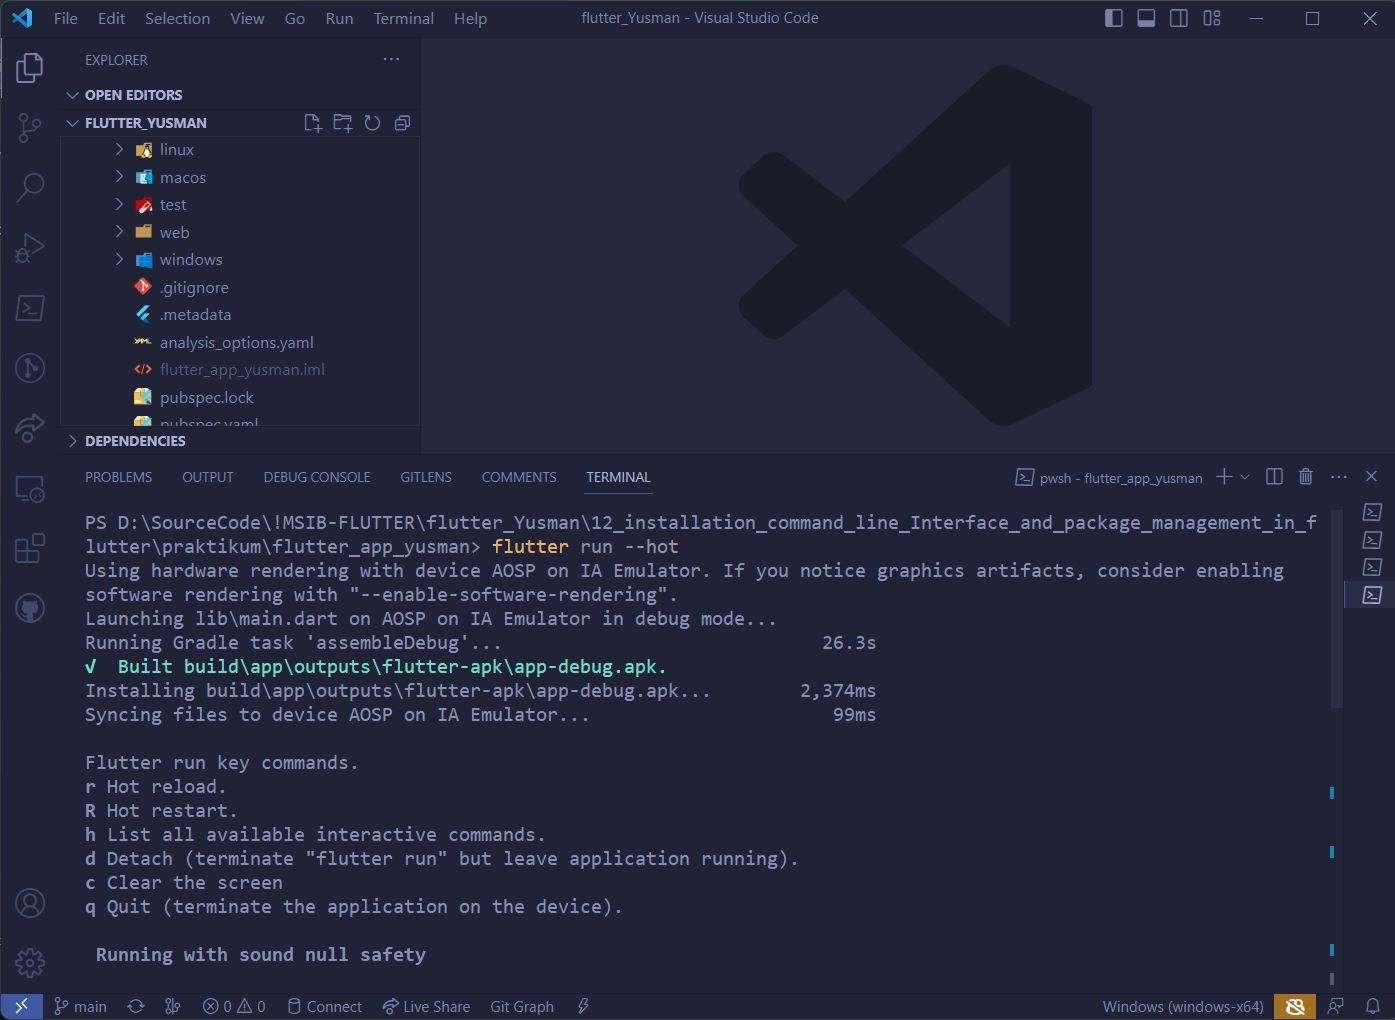 File Edit Selection View Go Run Terminal Help flutter_Yusman - Visual Studio Code
EXPLORER
OPEN EDITORS
FLUTTER_YUSMAN
linux
macos
test
web
windows
.gitignore
.metadata
analysis_options.yaml
flutter_app_yusman.iml
pubspec.lock
pubspec.yaml
DEPENDENCIES
PROBLEMS OUTPUT DEBUG CONSOLE GITLENS COMMENTS TERMINAL pwsh - flutter_app_yusman
PS D:\SourceCode\!MSIB-FLUTTER\flutter_Yusman\12_installation_command_line_Interface_and_package_management_in_f
lutter\praktikum\flutter_app_yusman> flutter run --hot
Using hardware rendering with device AOSP on IA Emulator. If you notice graphics artifacts, consider enabling
software rendering with "--enable-software-rendering".
Launching lib\main.dart on AOSP on IA Emulator in debug mode...
Running Gradle task 'assembleDebug'... 26.3s
√ Built build\app\outputs\flutter-apk\app-debug.apk.
Installing build\app\outputs\flutter-apk\app-debug.apk... 2,374ms
Syncing files to device AOSP on IA Emulator... 99ms
Flutter run key commands.
r Hot reload.
R Hot restart.
h List all available interactive commands.
d Detach (terminate "flutter run" but leave application running).
c Clear the screen
q Quit (terminate the application on the device).
Running with sound null safety
main 0 0 Connect Live Share Git Graph Windows (windows-x64)